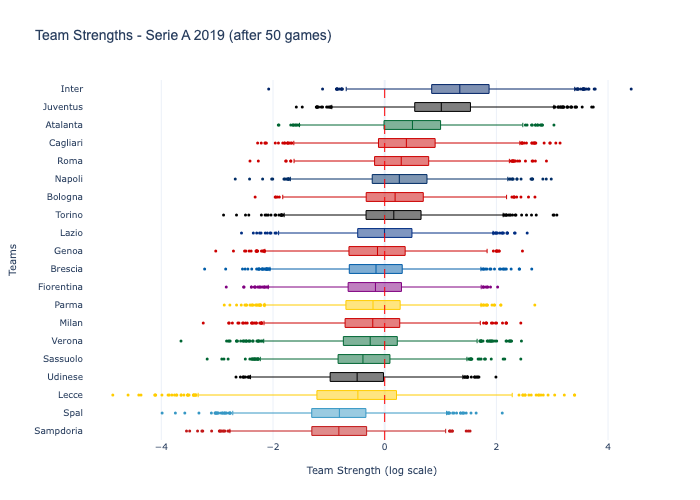 Team Strengths - Serie A 2019 (after 50 games)
Inter
Juventus
Atalanta
Cagliari
Roma
Napoli
Bologna
Torino
Lazio
Genoa
Brescia
Fiorentina
Parma
Milan
Verona
Sassuolo
Udinese
Lecce
Spal
Sampdoria
Teams
−4 −2 0 2 4
Team Strength (log scale)